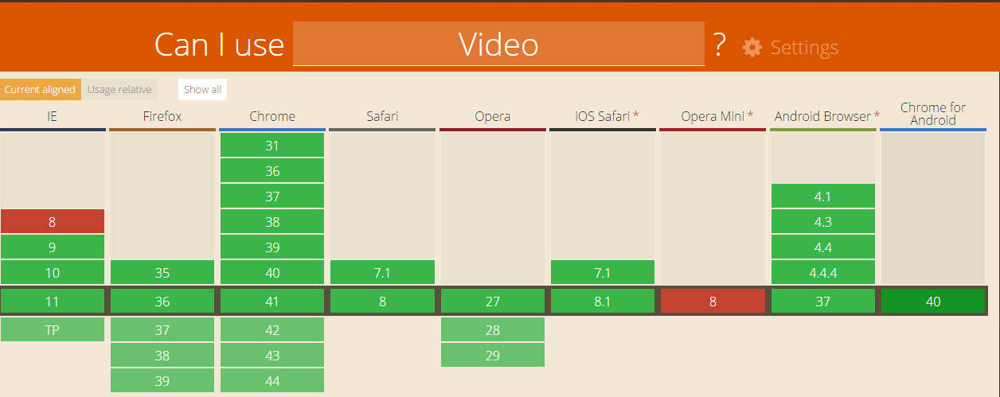 Can I use Video ? Settings
Current aligned Usage relative Show all
IE Firefox Chrome Safari Opera iOS Safari * Opera Mini * Android Browser * Chrome for Android
31
36
37 4.1
8 38 4.3
9 39 4.4
10 35 40 7.1 7.1 4.4.4
11 36 41 8 27 8.1 8 37 40
TP 37 42 28
38 43 29
39 44